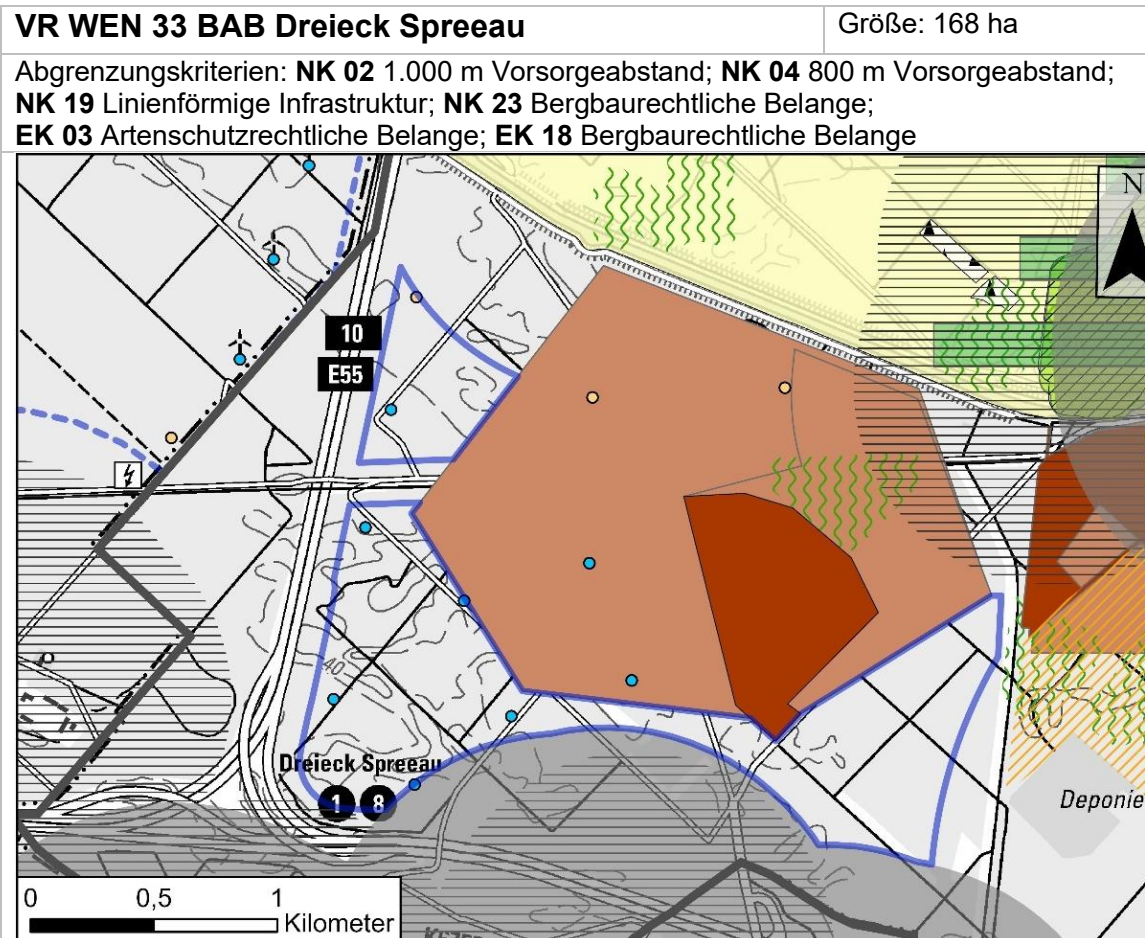 VR WEN 33 BAB Dreieck Spreeau
Größe: 168 ha
Abgrenzungskriterien: NK 02 1.000 m Vorsorgeabstand; NK 04 800 m Vorsorgeabstand;
NK 19 Linienförmige Infrastruktur; NK 23 Bergbaurechtliche Belange;
EK 03 Artenschutzrechtliche Belange; EK 18 Bergbaurechtliche Belange
N
10
E55
40
P
Dreieck Spreeau
1 8
Deponie
0 0,5 1
Kilometer